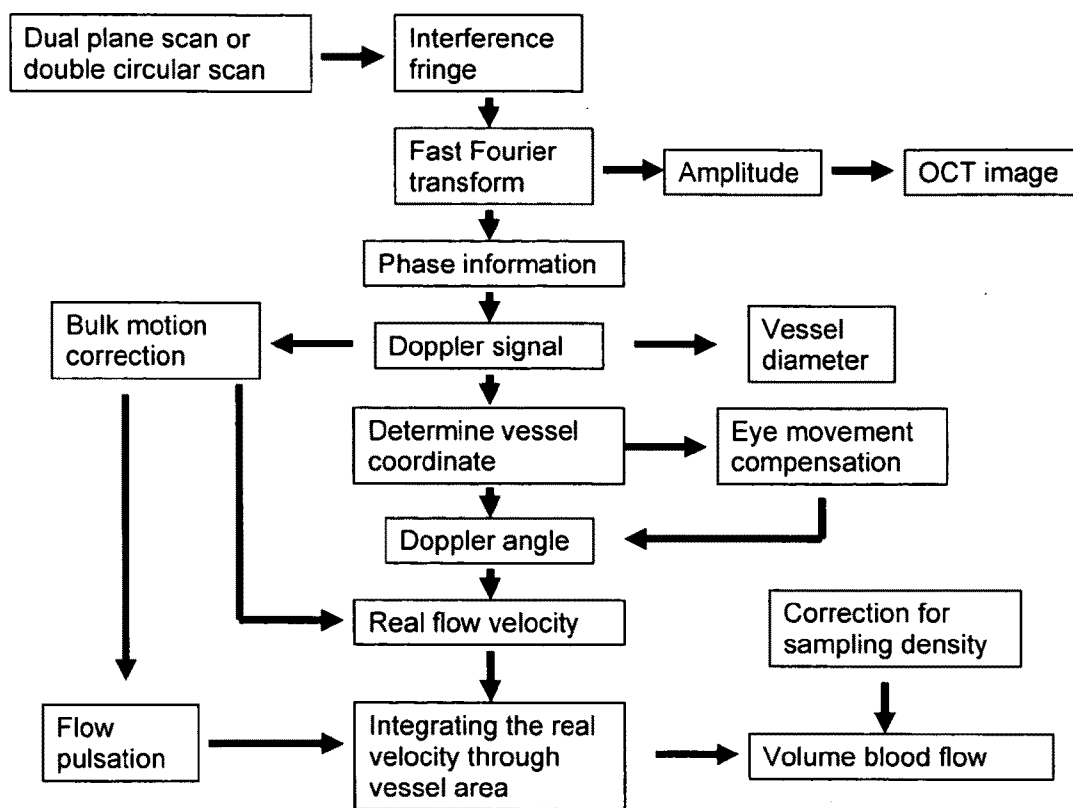 Dual plane scan or
double circular scan
Interference
fringe
Fast Fourier
transform
Amplitude
OCT image
Phase information
Bulk motion
correction
Doppler signal
Vessel
diameter
Determine vessel
coordinate
Eye movement
compensation
Doppler angle
Real flow velocity
Correction for
sampling density
Flow
pulsation
Integrating the real
velocity through
vessel area
Volume blood flow